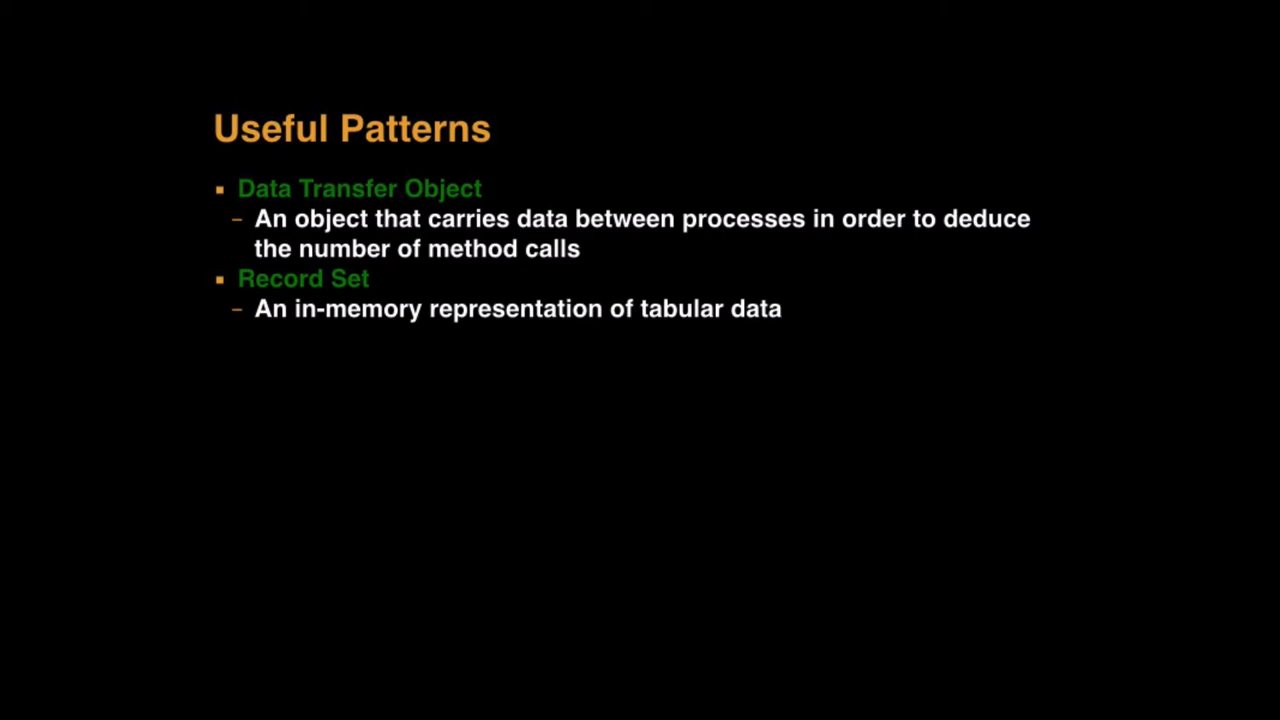 Useful Patterns
▪ Data Transfer Object
– An object that carries data between processes in order to deduce
the number of method calls
▪ Record Set
– An in-memory representation of tabular data